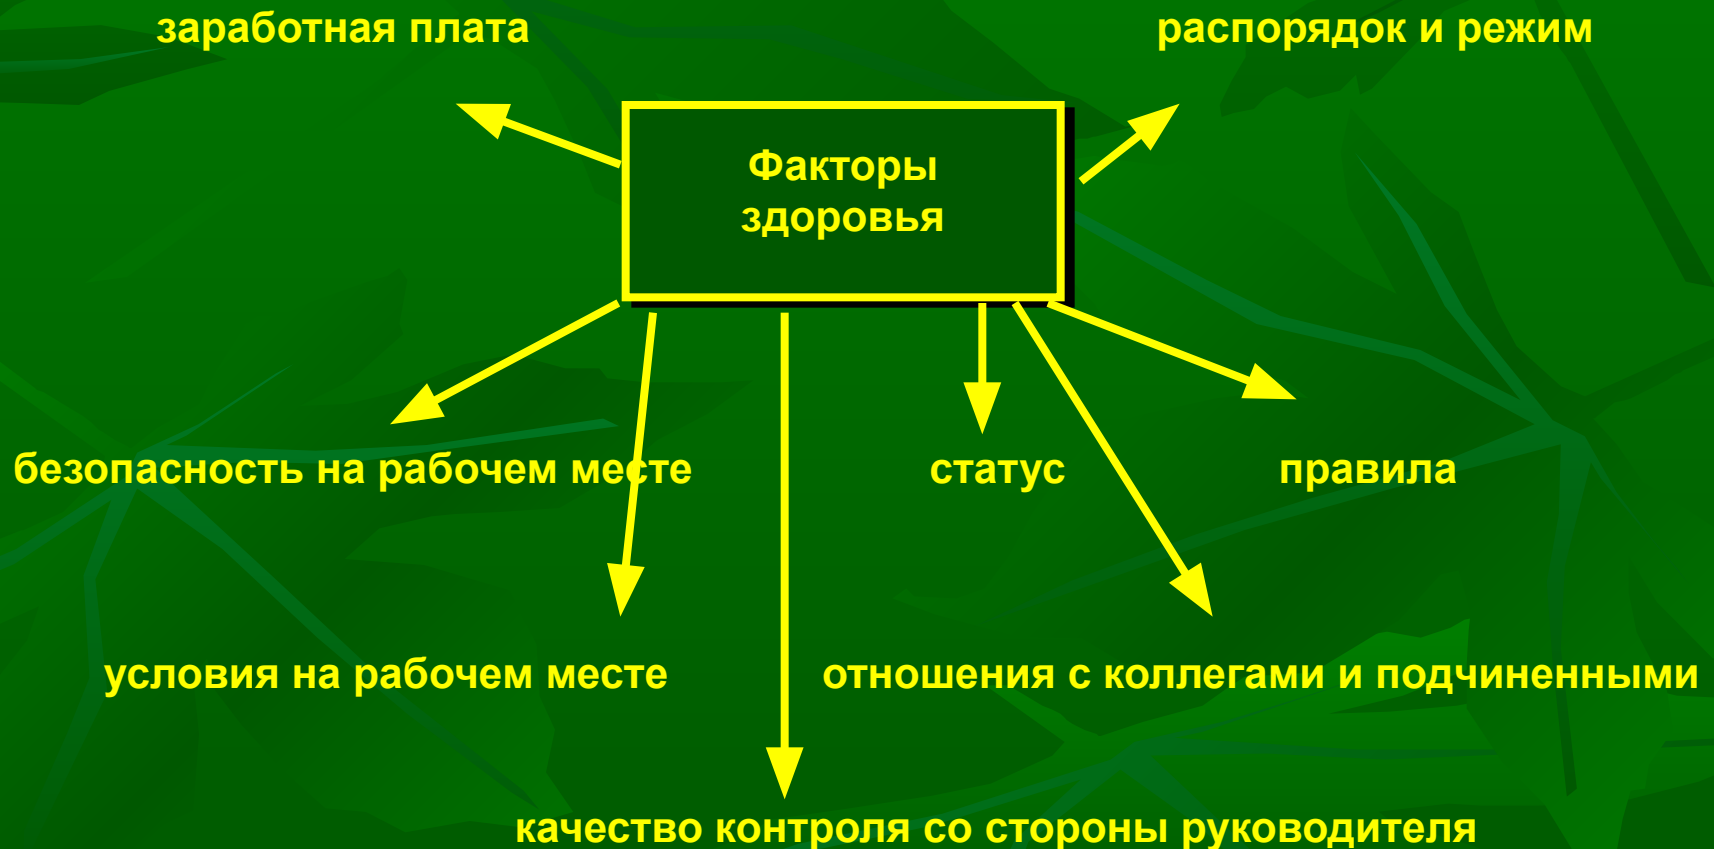 заработная плата
распорядок и режим
Факторы
здоровья
безопасность на рабочем месте
статус
правила
условия на рабочем месте
отношения с коллегами и подчиненными
качество контроля со стороны руководителя